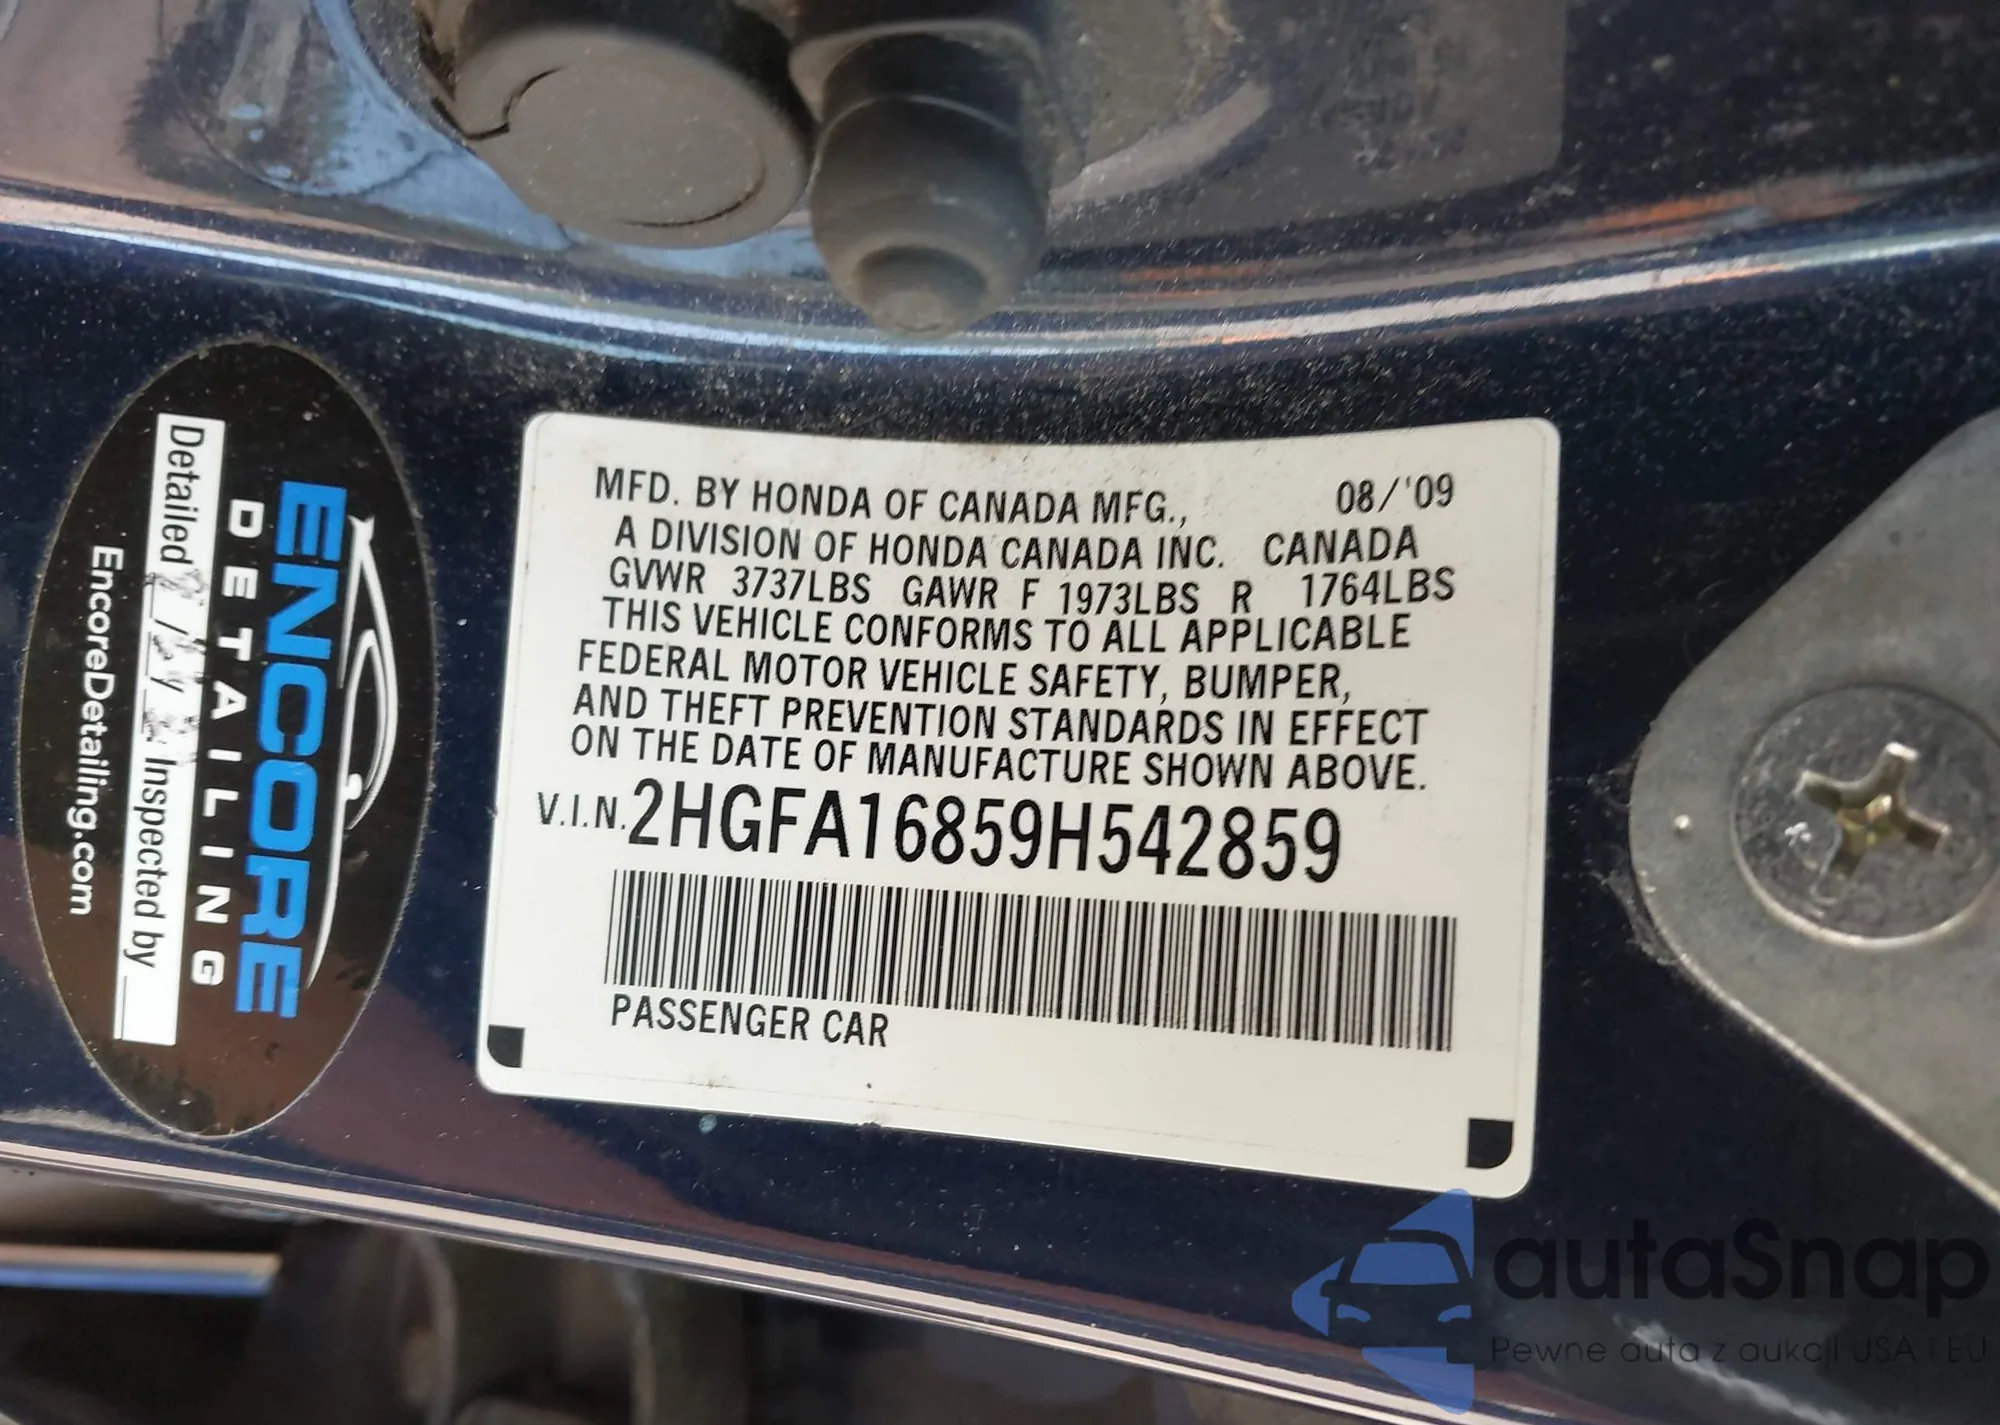 MFD. BY HONDA OF CANADA MFG., 08/'09
A DIVISION OF HONDA CANADA INC. CANADA
GVWR 3737LBS GAWR F 1973LBS R 1764LBS
THIS VEHICLE CONFORMS TO ALL APPLICABLE
FEDERAL MOTOR VEHICLE SAFETY, BUMPER,
AND THEFT PREVENTION STANDARDS IN EFFECT
ON THE DATE OF MANUFACTURE SHOWN ABOVE.
V.I.N. 2HGFA16859H542859
PASSENGER CAR
ENCORE
DETAILING
Detailed
Inspected by
EncoreDetailing.com
autaSnap
Pewne auta z aukcji USA i EU